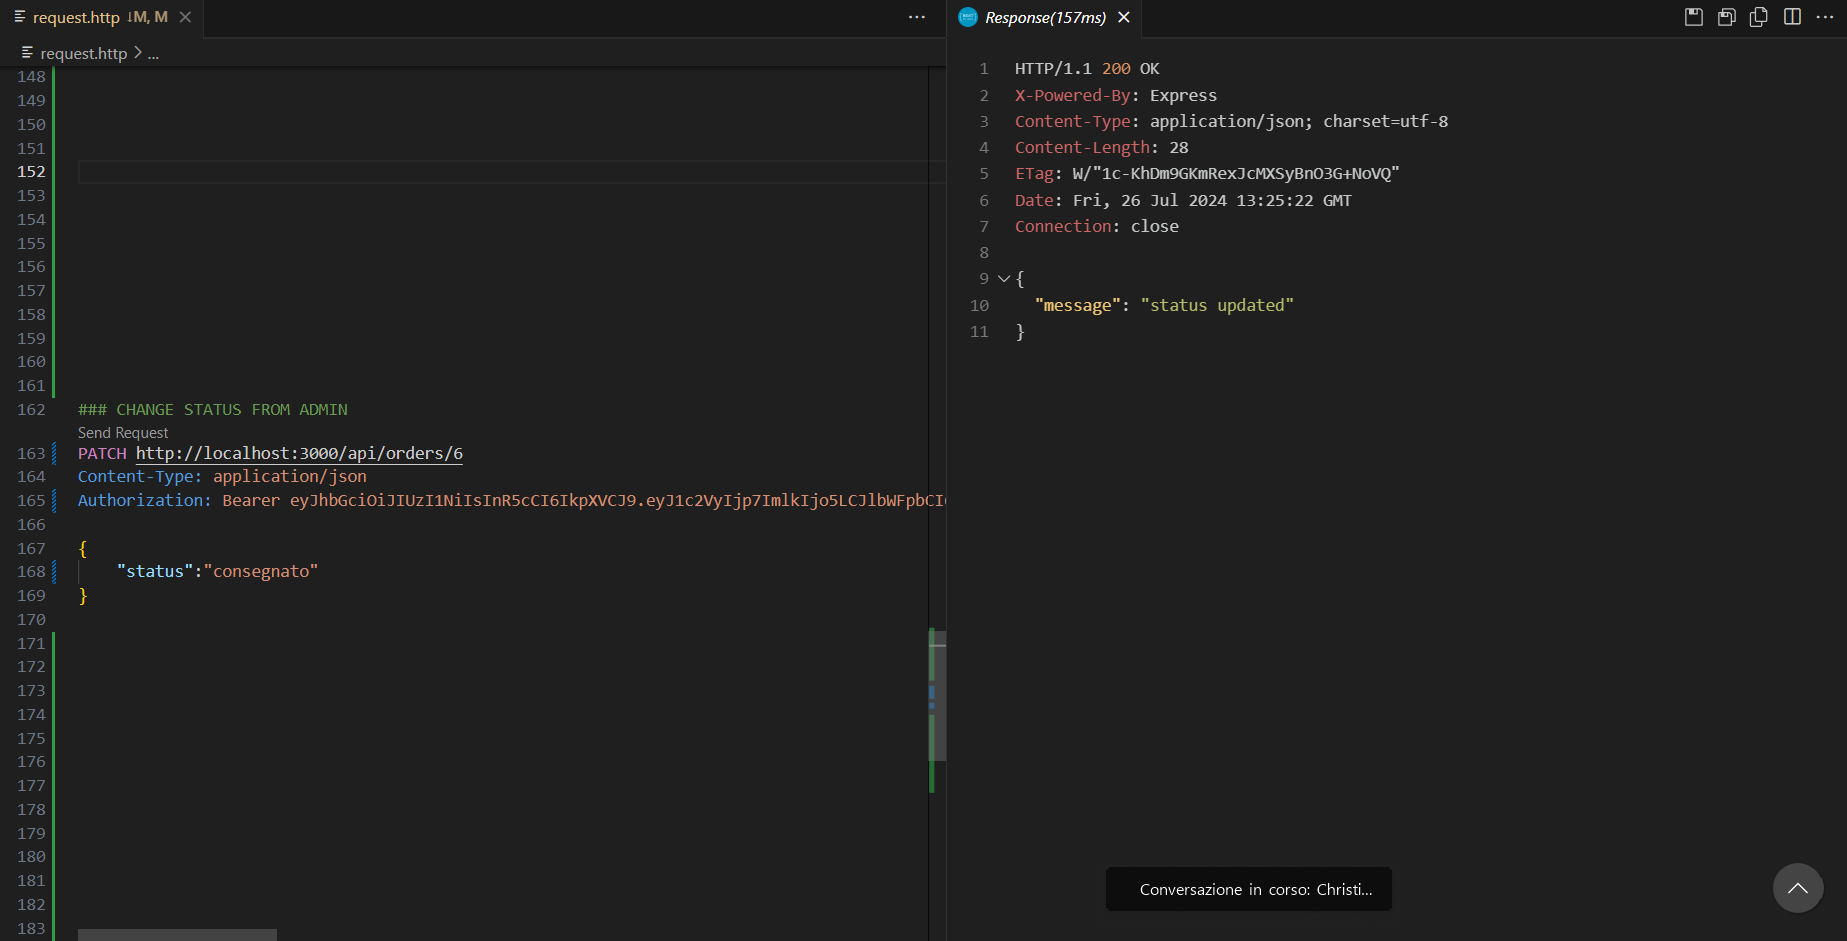 request.http ↓M, M
request.http > ...
148
149
150
151
152
153
154
155
156
157
158
159
160
161
162 ### CHANGE STATUS FROM ADMIN
Send Request
163 PATCH http://localhost:3000/api/orders/6
164 Content-Type: application/json
165 Authorization: Bearer eyJhbGciOiJIUzI1NiIsInR5cCI6IkpXVCJ9.eyJ1c2VyIjp7ImlkIjo5LCJlbWFpbCI6
166
167 {
168 "status":"consegnato"
169 }
170
171
172
173
174
175
176
177
178
179
180
181
182
183
Response(157ms)
1 HTTP/1.1 200 OK
2 X-Powered-By: Express
3 Content-Type: application/json; charset=utf-8
4 Content-Length: 28
5 ETag: W/"1c-KhDm9GKmRexJcMXSyBnO3G+NoVQ"
6 Date: Fri, 26 Jul 2024 13:25:22 GMT
7 Connection: close
8
9 {
10 "message": "status updated"
11 }
Conversazione in corso: Christi...